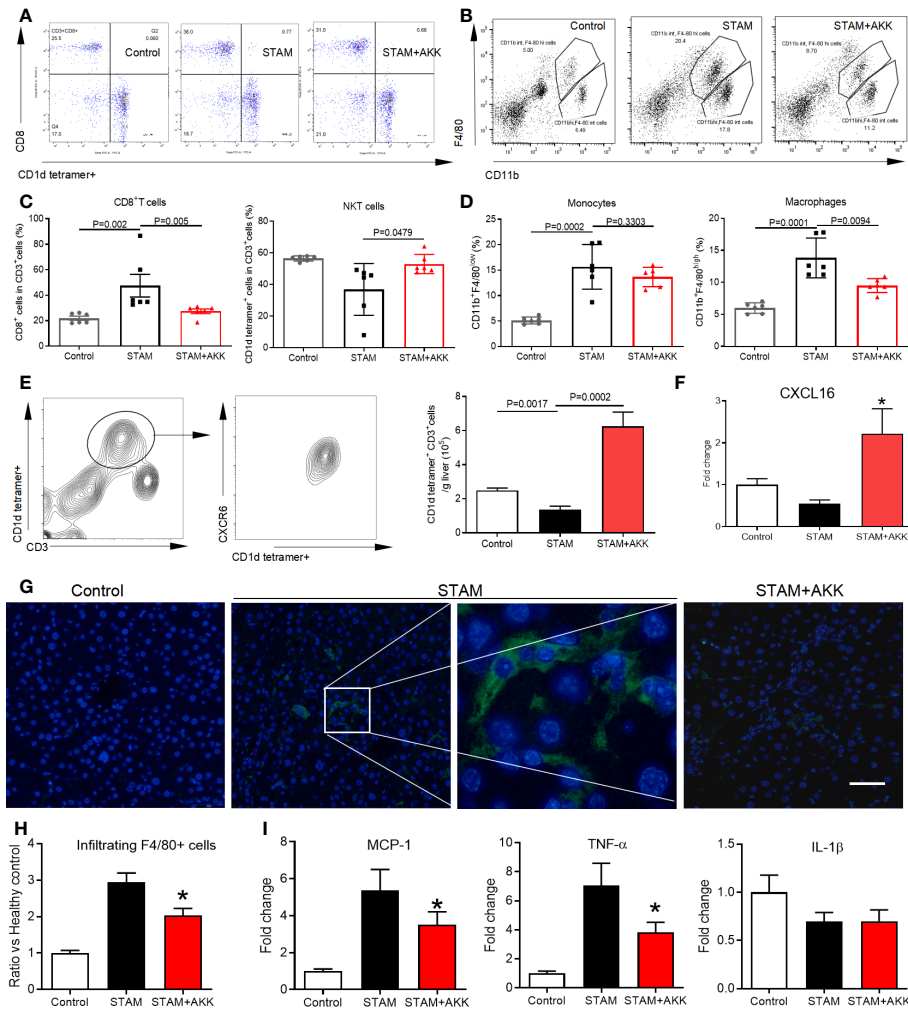 A
B
CD3+CD8+
25.5
Q2
0.060
36.0
0.77
31.0
0.66
Control
STAM
STAM+AKK
Q4
17.0
18.7
21.0
CD8
CD1d tetramer+
Control
STAM
STAM+AKK
CD11b int, F4-80 hi cells
5.00
CD11b int, F4-80 hi cells
20.4
CD11b int, F4-80 hi cells
8.70
CD11bhi,F4-80 int cells
6.49
CD11bhi,F4-80 int cells
17.8
CD11bhi,F4-80 int cells
11.2
F4/80
CD11b
C
CD8⁺T cells
P=0.002
P=0.005
CD8⁺ cells in CD3⁺cells (%)
100
80
60
40
20
0
Control
STAM
STAM+AKK
NKT cells
P=0.0479
CD1d tetramer⁺ cells in CD3⁺cells (%)
80
60
40
20
0
Control
STAM
STAM+AKK
D
Monocytes
P=0.0002
P=0.3303
CD11b⁺F4/80low (%)
25
20
15
10
5
0
Control
STAM
STAM+AKK
Macrophages
P=0.0001
P=0.0094
CD11b⁺F4/80high (%)
20
15
10
5
0
Control
STAM
STAM+AKK
E
CD1d tetramer+
CD3
CXCR6
CD1d tetramer+
P=0.0017
P=0.0002
CD1d tetramer⁺ CD3⁺cells
/g liver (10⁵)
8
6
4
2
0
Control
STAM
STAM+AKK
F
CXCL16
*
Fold change
3
2
1
0
Control
STAM
STAM+AKK
G
Control
STAM
STAM+AKK
H
Infiltrating F4/80+ cells
*
Ratio vs Healthy control
4
3
2
1
0
Control
STAM
STAM+AKK
I
MCP-1
*
Fold change
8
6
4
2
0
Control
STAM
STAM+AKK
TNF-α
*
Fold change
10
8
6
4
2
0
Control
STAM
STAM+AKK
IL-1β
Fold change
1.5
1.0
0.5
0.0
Control
STAM
STAM+AKK